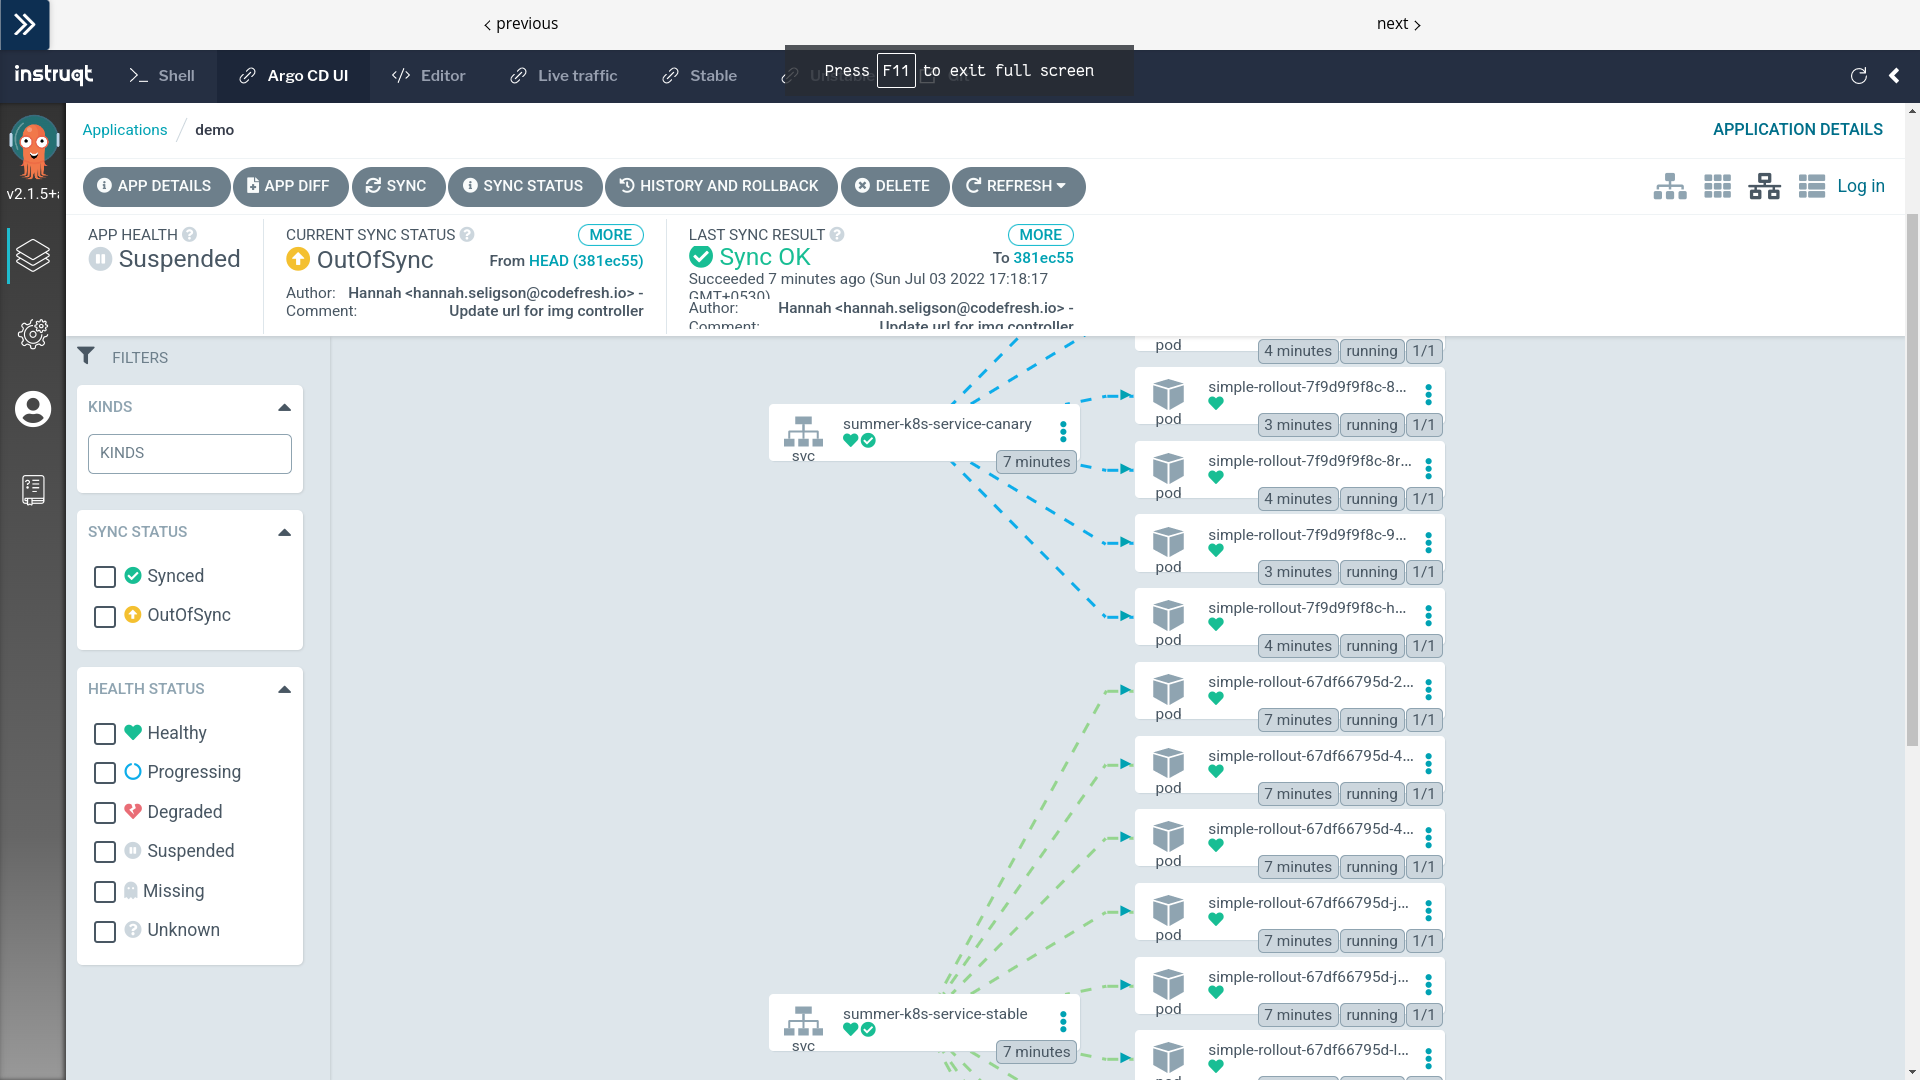 previous
next
instruqt
Shell
Argo CD UI
Editor
Live traffic
Stable
Press F11 to exit full screen
Applications
demo
APPLICATION DETAILS
v2.1.5+
APP DETAILS
APP DIFF
SYNC
SYNC STATUS
HISTORY AND ROLLBACK
DELETE
REFRESH
Log in
APP HEALTH
Suspended
CURRENT SYNC STATUS
MORE
OutOfSync
From HEAD (381ec55)
Author: Hannah <hannah.seligson@codefresh.io> -
Comment: Update url for img controller
LAST SYNC RESULT
MORE
Sync OK
To 381ec55
Succeeded 7 minutes ago (Sun Jul 03 2022 17:18:17
GMT+0530)
Author: Hannah <hannah.seligson@codefresh.io> -
Comment: Update url for img controller
FILTERS
KINDS
KINDS
SYNC STATUS
Synced
OutOfSync
HEALTH STATUS
Healthy
Progressing
Degraded
Suspended
Missing
Unknown
summer-k8s-service-canary
svc
7 minutes
summer-k8s-service-stable
svc
7 minutes
pod
4 minutes running 1/1
simple-rollout-7f9d9f9f8c-8...
pod
3 minutes running 1/1
simple-rollout-7f9d9f9f8c-8r...
pod
4 minutes running 1/1
simple-rollout-7f9d9f9f8c-9...
pod
3 minutes running 1/1
simple-rollout-7f9d9f9f8c-h...
pod
4 minutes running 1/1
simple-rollout-67df66795d-2...
pod
7 minutes running 1/1
simple-rollout-67df66795d-4...
pod
7 minutes running 1/1
simple-rollout-67df66795d-4...
pod
7 minutes running 1/1
simple-rollout-67df66795d-j...
pod
7 minutes running 1/1
simple-rollout-67df66795d-j...
pod
7 minutes running 1/1
simple-rollout-67df66795d-l...